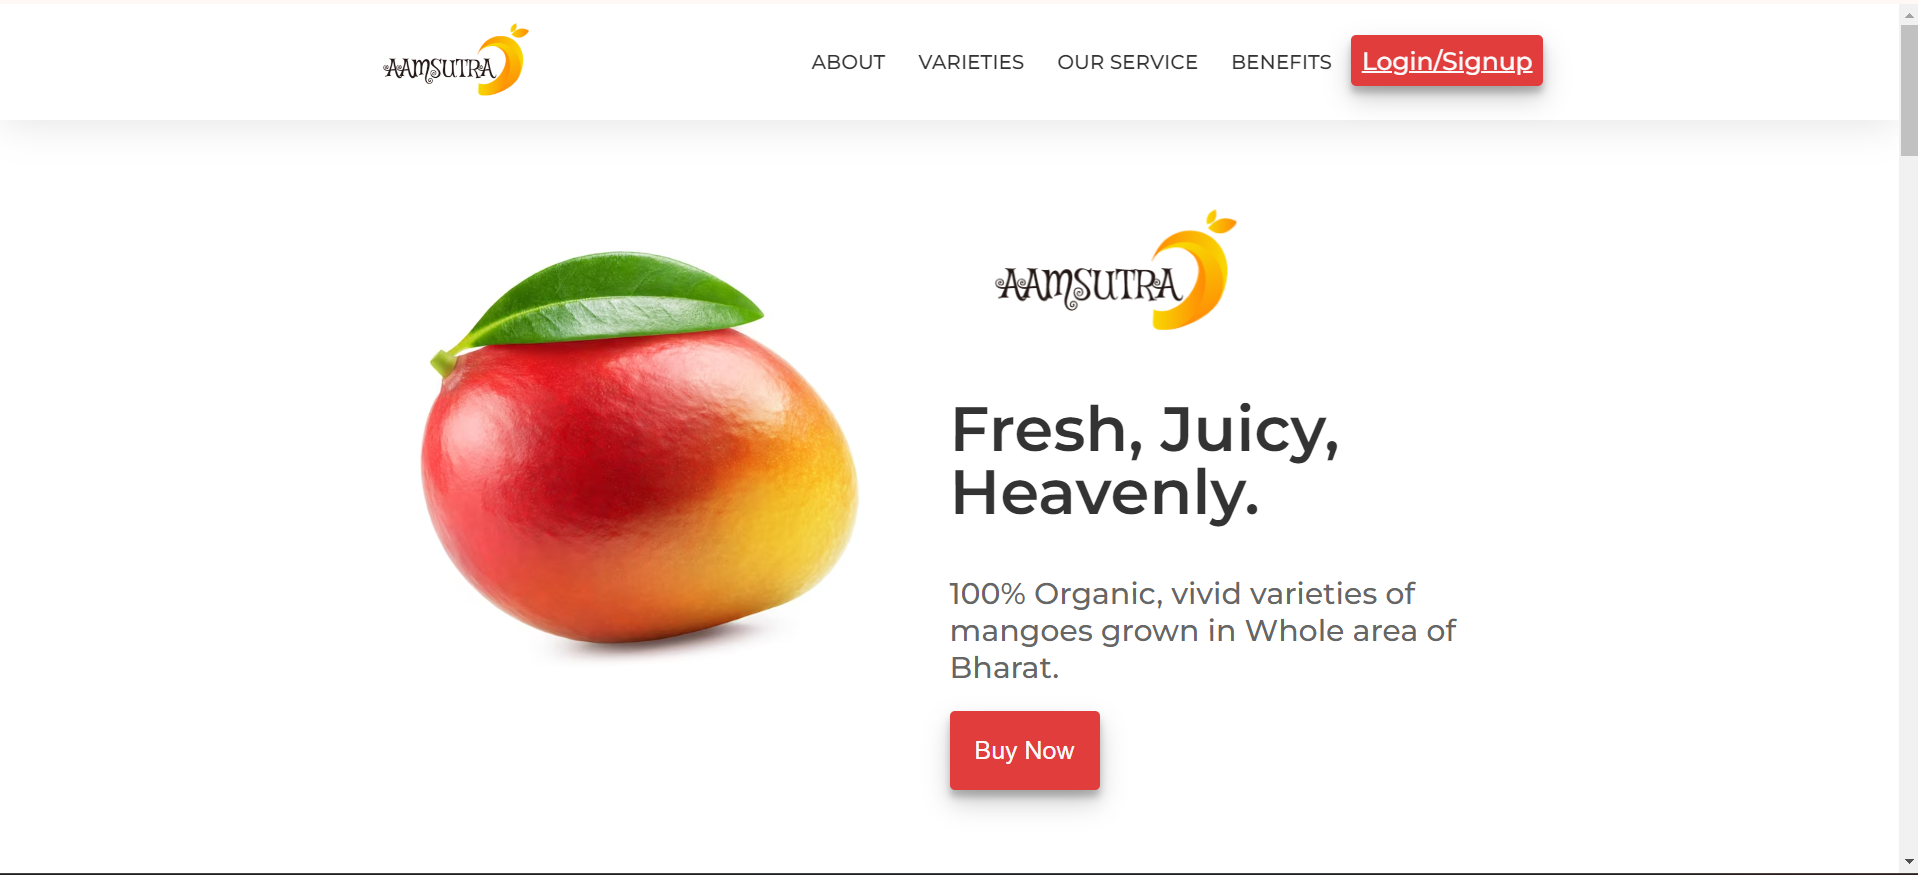 AAMSUTRA
ABOUT VARIETIES OUR SERVICE BENEFITS Login/Signup
AAMSUTRA
Fresh, Juicy,
Heavenly.
100% Organic, vivid varieties of
mangoes grown in Whole area of
Bharat.
Buy Now